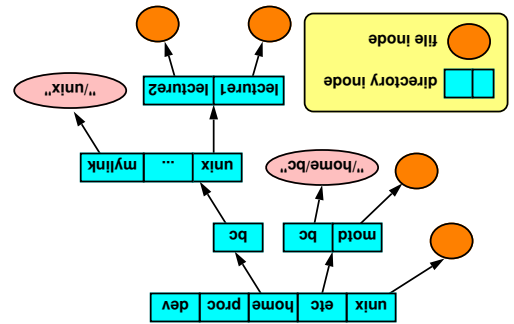 unix etc home proc dev
motd bc bc
"/home/bc" unix ... mylink
lecture1 lecture2 "/unix"
directory inode
file inode